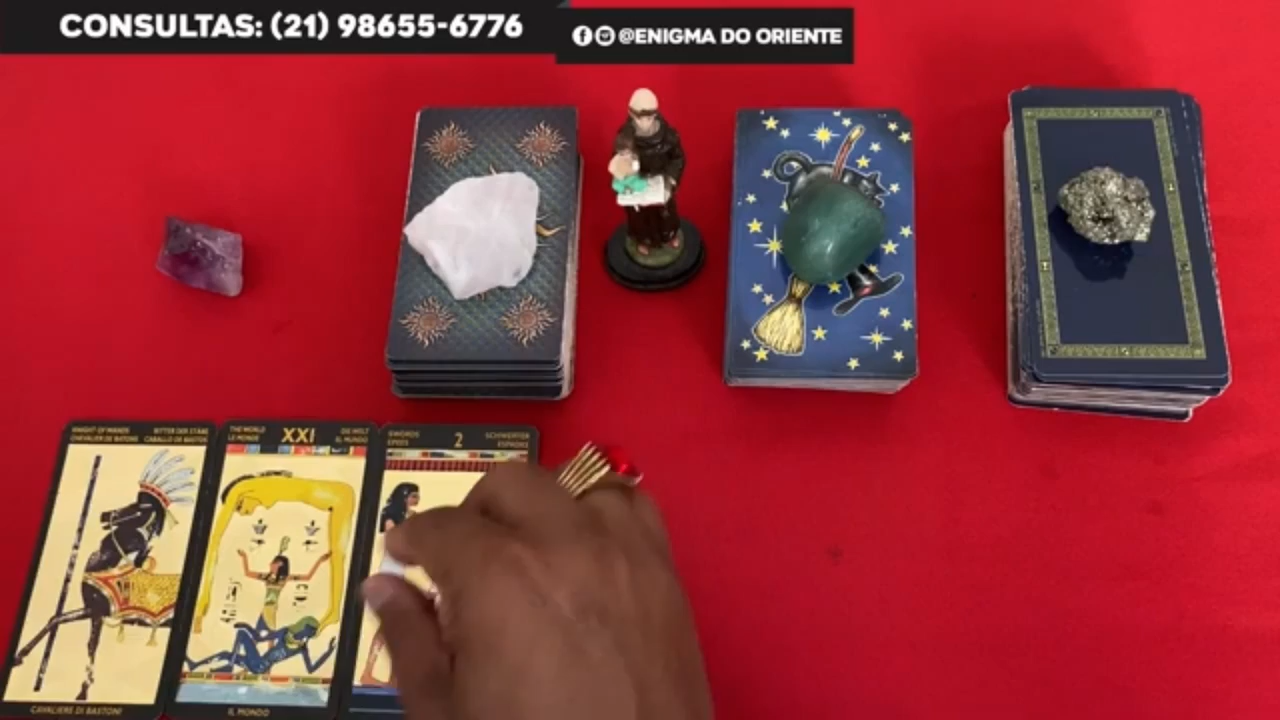 CONSULTAS: (21) 98655-6776
@ENIGMA DO ORIENTE
KNIGHT OF WANDS
CHEVALIER DE BATONS
RITTER DER STÄBE
CABALLO DE BASTOS
THE WORLD
LE MONDE
XXI
DIE WELT
IL MUNDO
SWORDS
EPEES
2
SCHWERTER
ESPADAS
CAVALIERE DI BASTONI
IL MONDO